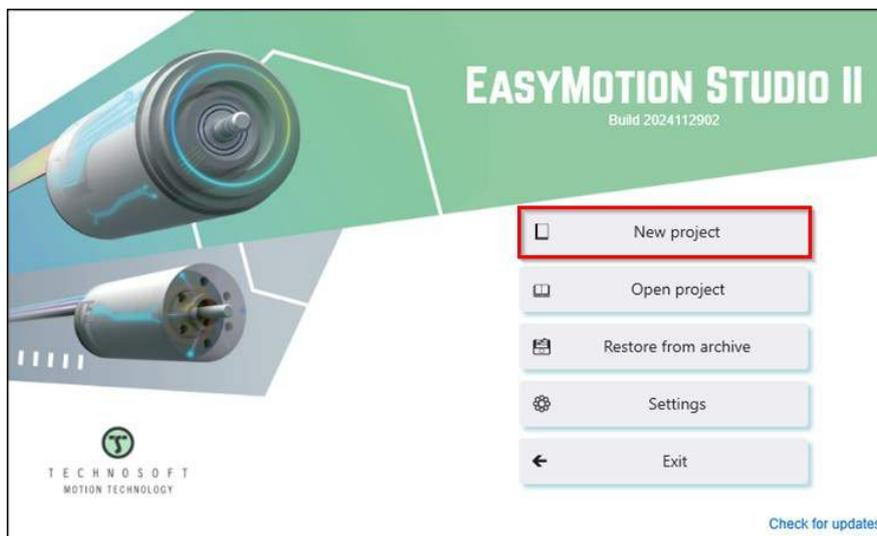 EASYMOTION STUDIO II
Build 2024112902
New project
Open project
Restore from archive
Settings
Exit
TECHNOSOFT
MOTION TECHNOLOGY
Check for updates